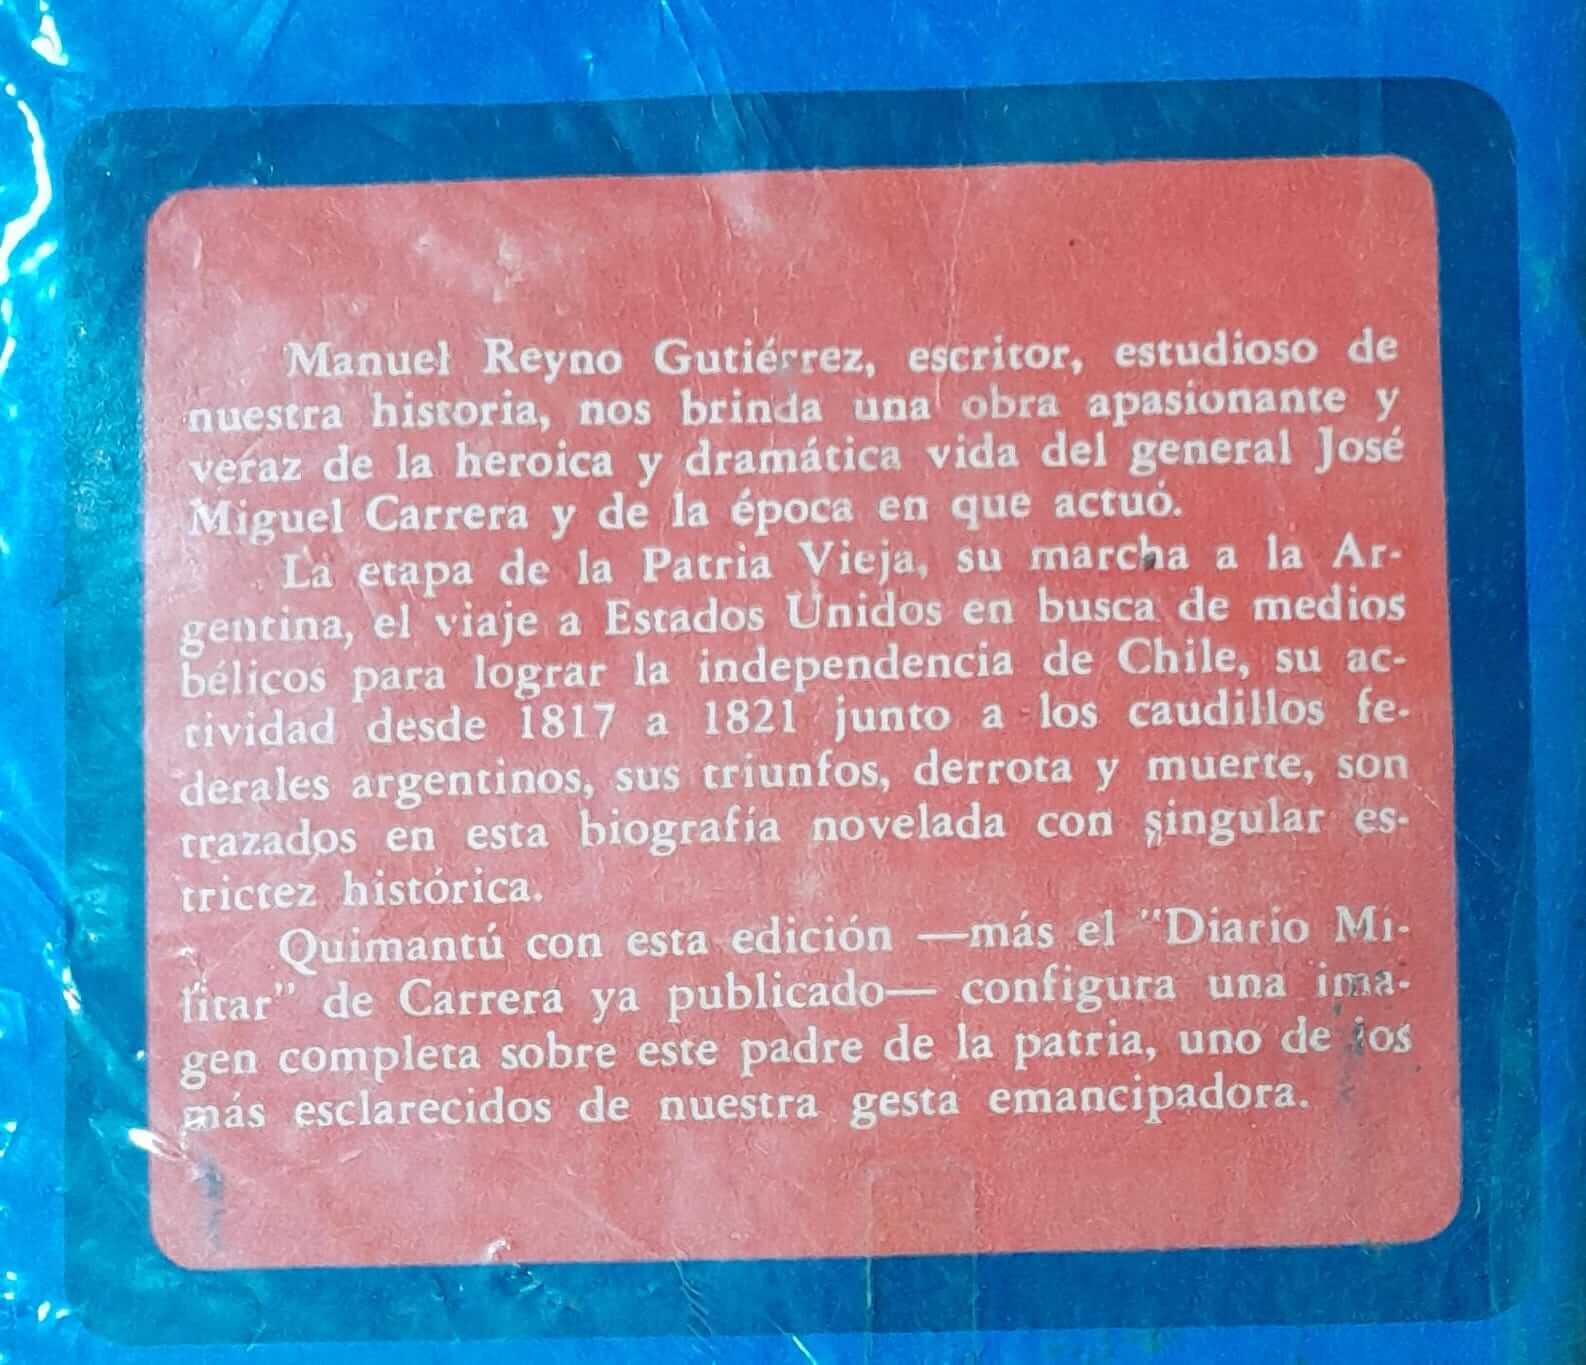 Manuel Reyno Gutiérrez, escritor, estudioso de
nuestra historia, nos brinda una obra apasionante y
veraz de la heroica y dramática vida del general José
Miguel Carrera y de la época en que actuó.
La etapa de la Patria Vieja, su marcha a la Ar-
gentina, el viaje a Estados Unidos en busca de medios
bélicos para lograr la independencia de Chile, su ac-
tividad desde 1817 a 1821 junto a los caudillos fe-
derales argentinos, sus triunfos, derrota y muerte, son
trazados en esta biografía novelada con singular es-
trictez histórica.
Quimantú con esta edición —más el "Diario Mi-
litar" de Carrera ya publicado— configura una ima-
gen completa sobre este padre de la patria, uno de los
más esclarecidos de nuestra gesta emancipadora.